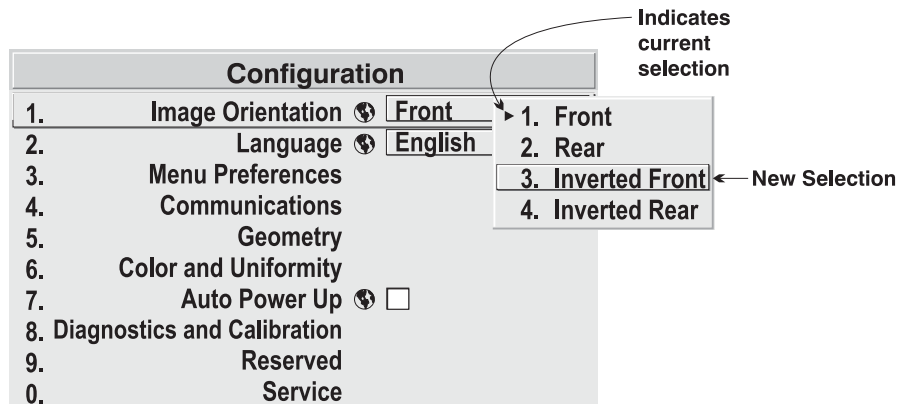 Indicates
current
selection
Configuration
1. Image Orientation Front
2. Language English
3. Menu Preferences
4. Communications
5. Geometry
6. Color and Uniformity
7. Auto Power Up
8. Diagnostics and Calibration
9. Reserved
0. Service
1. Front
2. Rear
3. Inverted Front
4. Inverted Rear
New Selection